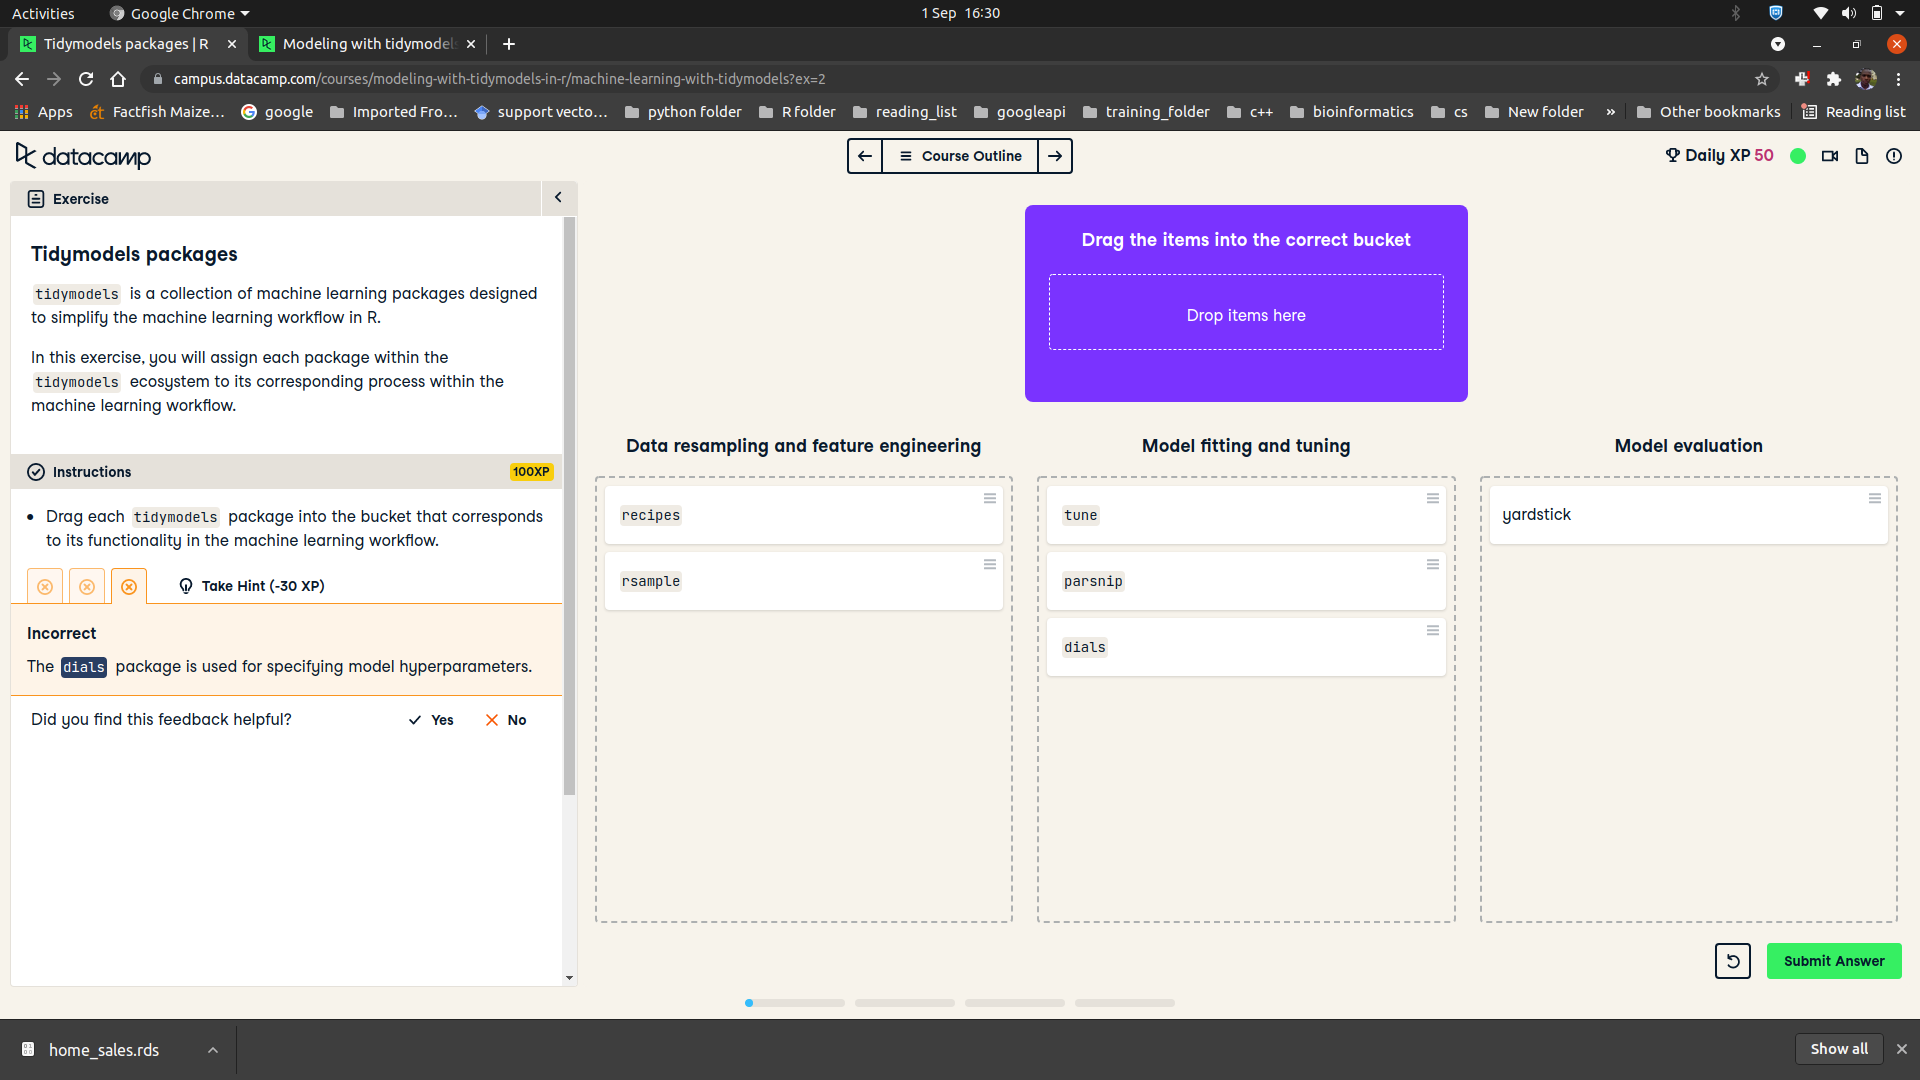 Activities
Google Chrome
1 Sep 16:30
Tidymodels packages | R
Modeling with tidymodels
campus.datacamp.com/courses/modeling-with-tidymodels-in-r/machine-learning-with-tidymodels?ex=2
Apps
Factfish Maize...
google
Imported Fro...
support vecto...
python folder
R folder
reading_list
googleapi
training_folder
c++
bioinformatics
cs
New folder
»
Other bookmarks
Reading list
datacamp
Course Outline
Daily XP 50
Exercise
Tidymodels packages
tidymodels is a collection of machine learning packages designed
to simplify the machine learning workflow in R.
In this exercise, you will assign each package within the
tidymodels ecosystem to its corresponding process within the
machine learning workflow.
Instructions
100XP
• Drag each tidymodels package into the bucket that corresponds
to its functionality in the machine learning workflow.
Take Hint (-30 XP)
Incorrect
The dials package is used for specifying model hyperparameters.
Did you find this feedback helpful?
Yes
No
Drag the items into the correct bucket
Drop items here
Data resampling and feature engineering
recipes
rsample
Model fitting and tuning
tune
parsnip
dials
Model evaluation
yardstick
Submit Answer
home_sales.rds
Show all